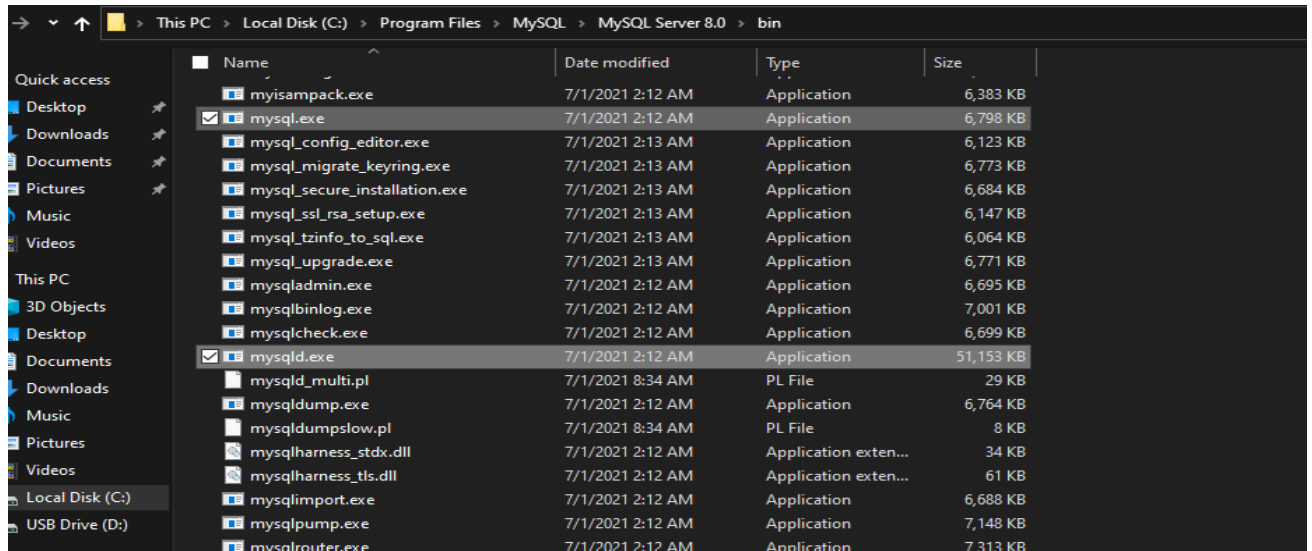 This PC > Local Disk (C:) > Program Files > MySQL > MySQL Server 8.0 > bin
Quick access
Desktop
Downloads
Documents
Pictures
Music
Videos
This PC
3D Objects
Desktop
Documents
Downloads
Music
Pictures
Videos
Local Disk (C:)
USB Drive (D:)
Name Date modified Type Size
myisampack.exe 7/1/2021 2:12 AM Application 6,383 KB
mysql.exe 7/1/2021 2:12 AM Application 6,798 KB
mysql_config_editor.exe 7/1/2021 2:13 AM Application 6,123 KB
mysql_migrate_keyring.exe 7/1/2021 2:13 AM Application 6,773 KB
mysql_secure_installation.exe 7/1/2021 2:13 AM Application 6,684 KB
mysql_ssl_rsa_setup.exe 7/1/2021 2:13 AM Application 6,147 KB
mysql_tzinfo_to_sql.exe 7/1/2021 2:13 AM Application 6,064 KB
mysql_upgrade.exe 7/1/2021 2:13 AM Application 6,771 KB
mysqladmin.exe 7/1/2021 2:12 AM Application 6,695 KB
mysqlbinlog.exe 7/1/2021 2:12 AM Application 7,001 KB
mysqlcheck.exe 7/1/2021 2:12 AM Application 6,699 KB
mysqld.exe 7/1/2021 2:12 AM Application 51,153 KB
mysqld_multi.pl 7/1/2021 8:34 AM PL File 29 KB
mysqldump.exe 7/1/2021 2:12 AM Application 6,764 KB
mysqldumpslow.pl 7/1/2021 8:34 AM PL File 8 KB
mysqlharness_stdx.dll 7/1/2021 2:12 AM Application exten... 34 KB
mysqlharness_tls.dll 7/1/2021 2:12 AM Application exten... 61 KB
mysqlimport.exe 7/1/2021 2:12 AM Application 6,688 KB
mysqlpump.exe 7/1/2021 2:12 AM Application 7,148 KB
mysqlrouter.exe 7/1/2021 2:12 AM Application 7,313 KB